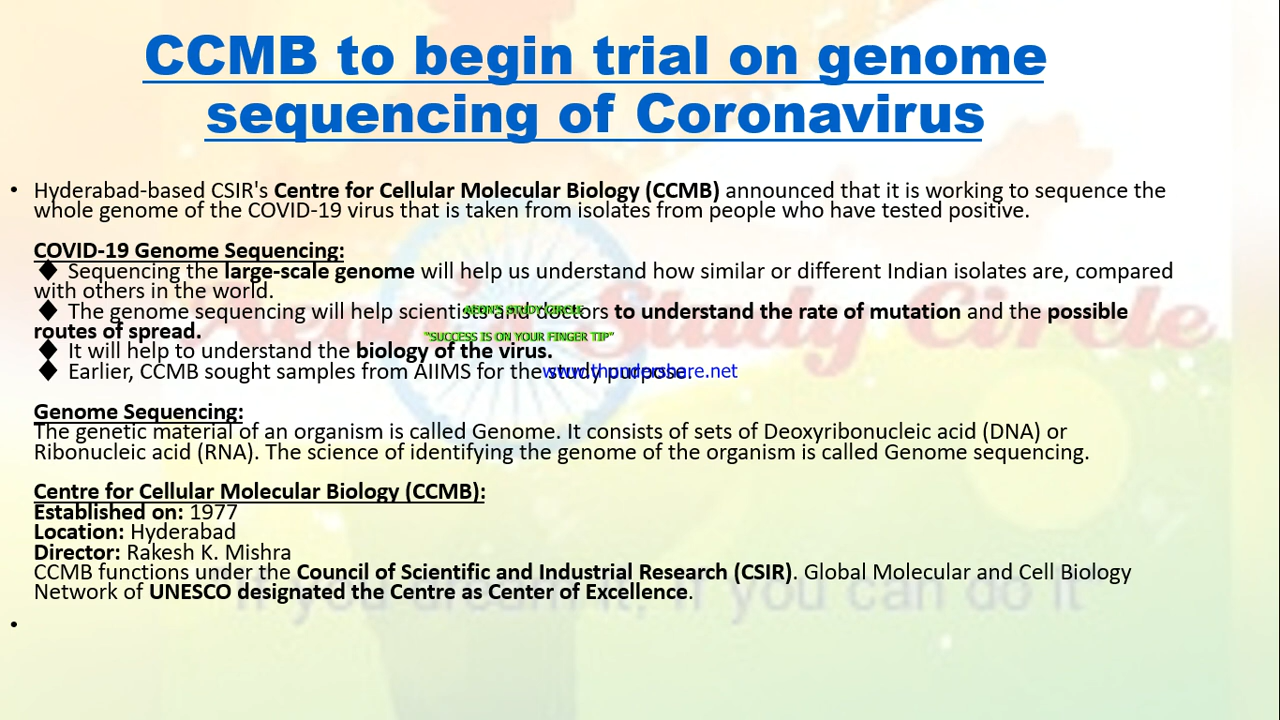 CCMB to begin trial on genome
sequencing of Coronavirus
• Hyderabad-based CSIR's Centre for Cellular Molecular Biology (CCMB) announced that it is working to sequence the
whole genome of the COVID-19 virus that is taken from isolates from people who have tested positive.
COVID-19 Genome Sequencing:
♦ Sequencing the large-scale genome will help us understand how similar or different Indian isolates are, compared
with others in the world.
♦ The genome sequencing will help scientists and doctors to understand the rate of mutation and the possible
routes of spread.
"SUCCESS IS ON YOUR FINGER TIP"
♦ It will help to understand the biology of the virus.
♦ Earlier, CCMB sought samples from AIIMS for the study purpose.
Genome Sequencing:
The genetic material of an organism is called Genome. It consists of sets of Deoxyribonucleic acid (DNA) or
Ribonucleic acid (RNA). The science of identifying the genome of the organism is called Genome sequencing.
Centre for Cellular Molecular Biology (CCMB):
Established on: 1977
Location: Hyderabad
Director: Rakesh K. Mishra
CCMB functions under the Council of Scientific and Industrial Research (CSIR). Global Molecular and Cell Biology
Network of UNESCO designated the Centre as Center of Excellence.
•
Study Circle
if you can do it